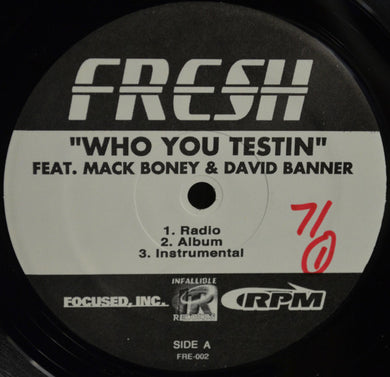 FRESH
"WHO YOU TESTIN"
FEAT. MACK BONEY & DAVID BANNER
1. Radio
2. Album
3. Instrumental
7/1
INFALLIBLE
FOCUSED, INC. RPM
SIDE A
FRE-002